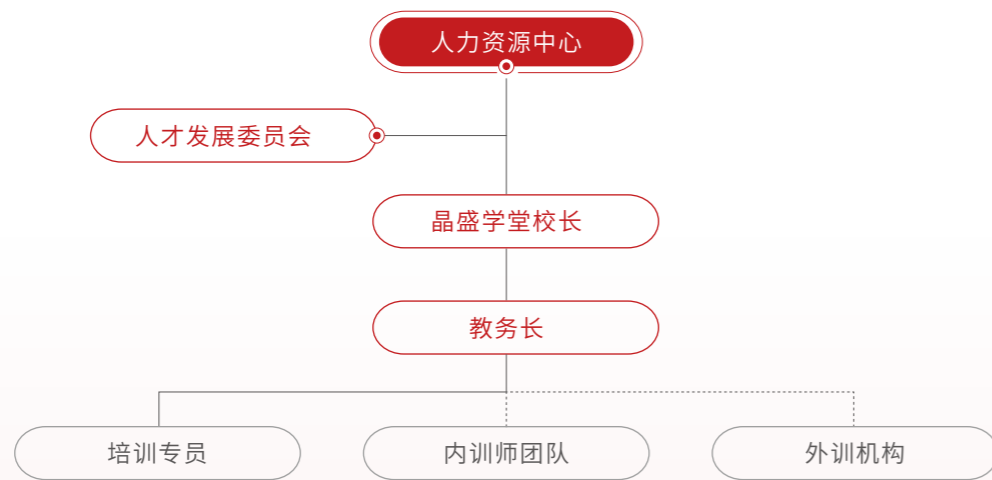 人力资源中心
人才发展委员会
晶盛学堂校长
教务长
培训专员
内训师团队
外训机构